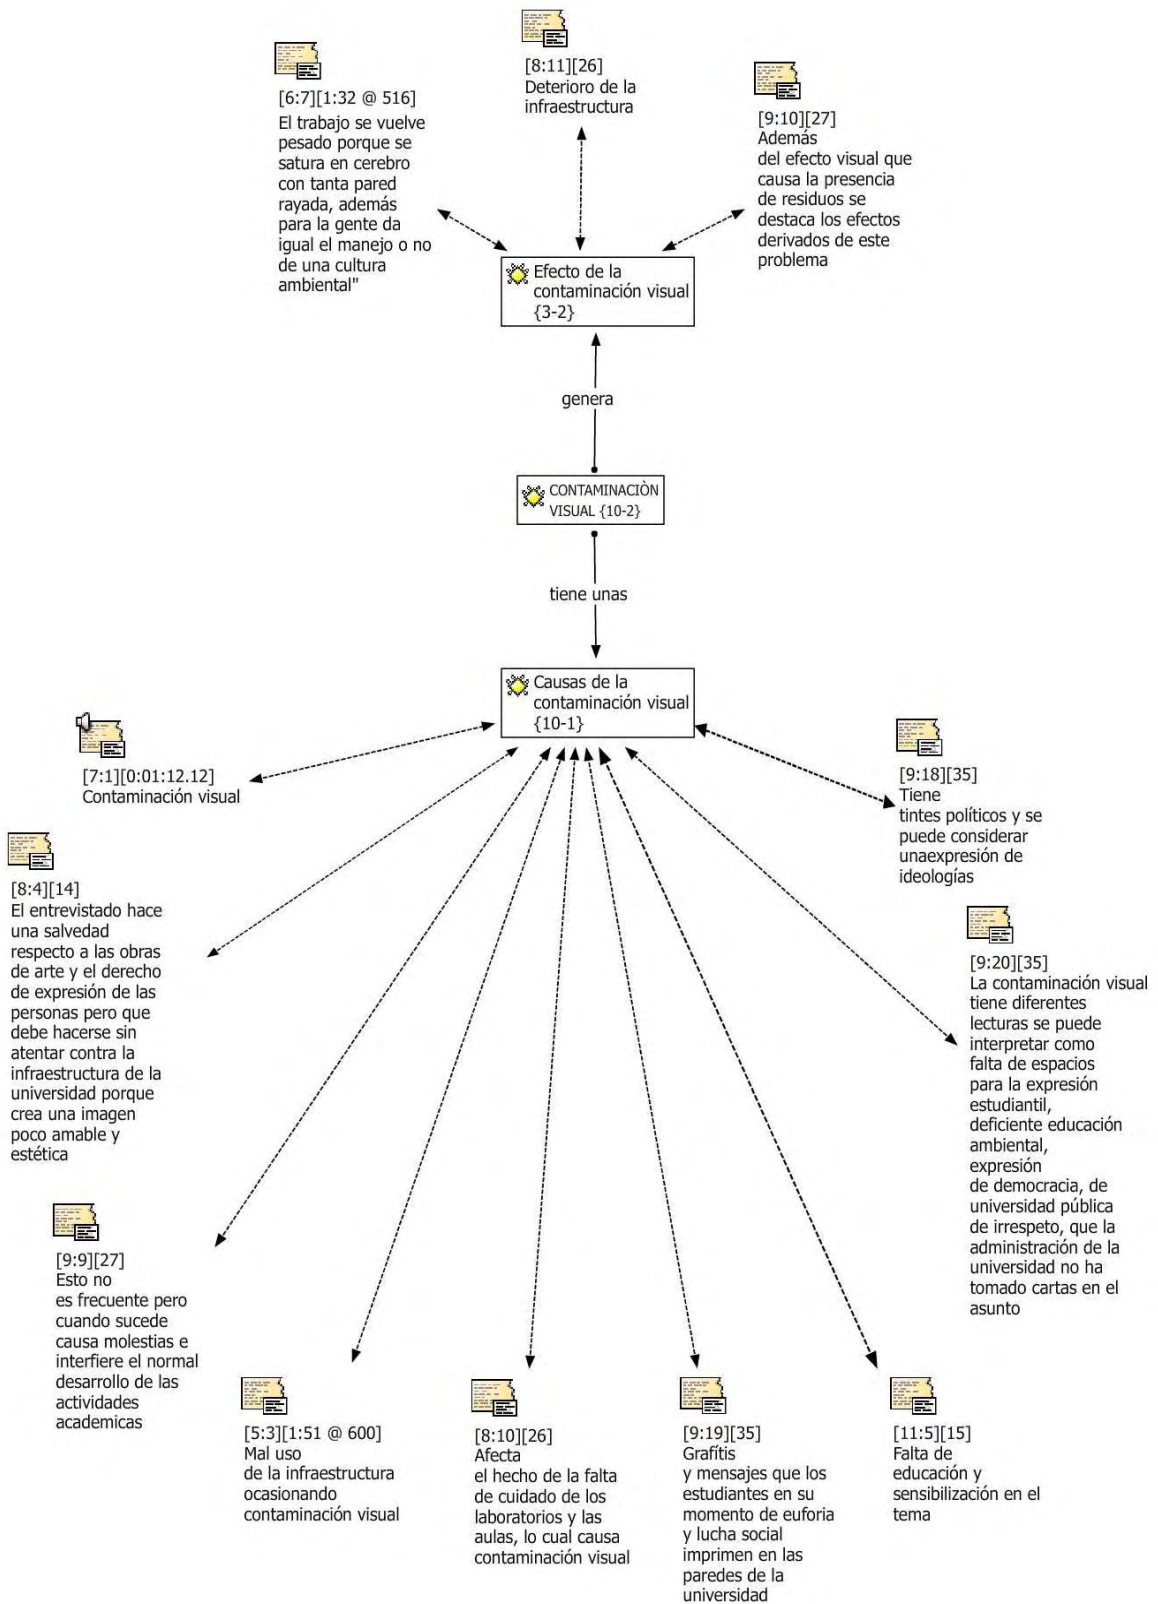 [6:7][1:32 @ 516]
El trabajo se vuelve
pesado porque se
satura en cerebro
con tanta pared
rayada, además
para la gente da
igual el manejo o no
de una cultura
ambiental"
[8:11][26]
Deterioro de la
infraestructura
[9:10][27]
Además
del efecto visual que
causa la presencia
de residuos se
destaca los efectos
derivados de este
problema
Efecto de la
contaminación visual
{3-2}
genera
CONTAMINACIÒN
VISUAL {10-2}
tiene unas
Causas de la
contaminación visual
{10-1}
[7:1][0:01:12.12]
Contaminación visual
[9:18][35]
Tiene
tintes políticos y se
puede considerar
unaexpresión de
ideologías
[8:4][14]
El entrevistado hace
una salvedad
respecto a las obras
de arte y el derecho
de expresión de las
personas pero que
debe hacerse sin
atentar contra la
infraestructura de la
universidad porque
crea una imagen
poco amable y
estética
[9:20][35]
La contaminación visual
tiene diferentes
lecturas se puede
interpretar como
falta de espacios
para la expresión
estudiantil,
deficiente educación
ambiental,
expresión
de democracia, de
universidad pública
de irrespeto, que la
administración de la
universidad no ha
tomado cartas en el
asunto
[9:9][27]
Esto no
es frecuente pero
cuando sucede
causa molestias e
interfiere el normal
desarrollo de las
actividades
academicas
[5:3][1:51 @ 600]
Mal uso
de la infraestructura
ocasionando
contaminación visual
[8:10][26]
Afecta
el hecho de la falta
de cuidado de los
laboratorios y las
aulas, lo cual causa
contaminación visual
[9:19][35]
Grafítis
y mensajes que los
estudiantes en su
momento de euforia
y lucha social
imprimen en las
paredes de la
universidad
[11:5][15]
Falta de
educación y
sensibilización en el
tema